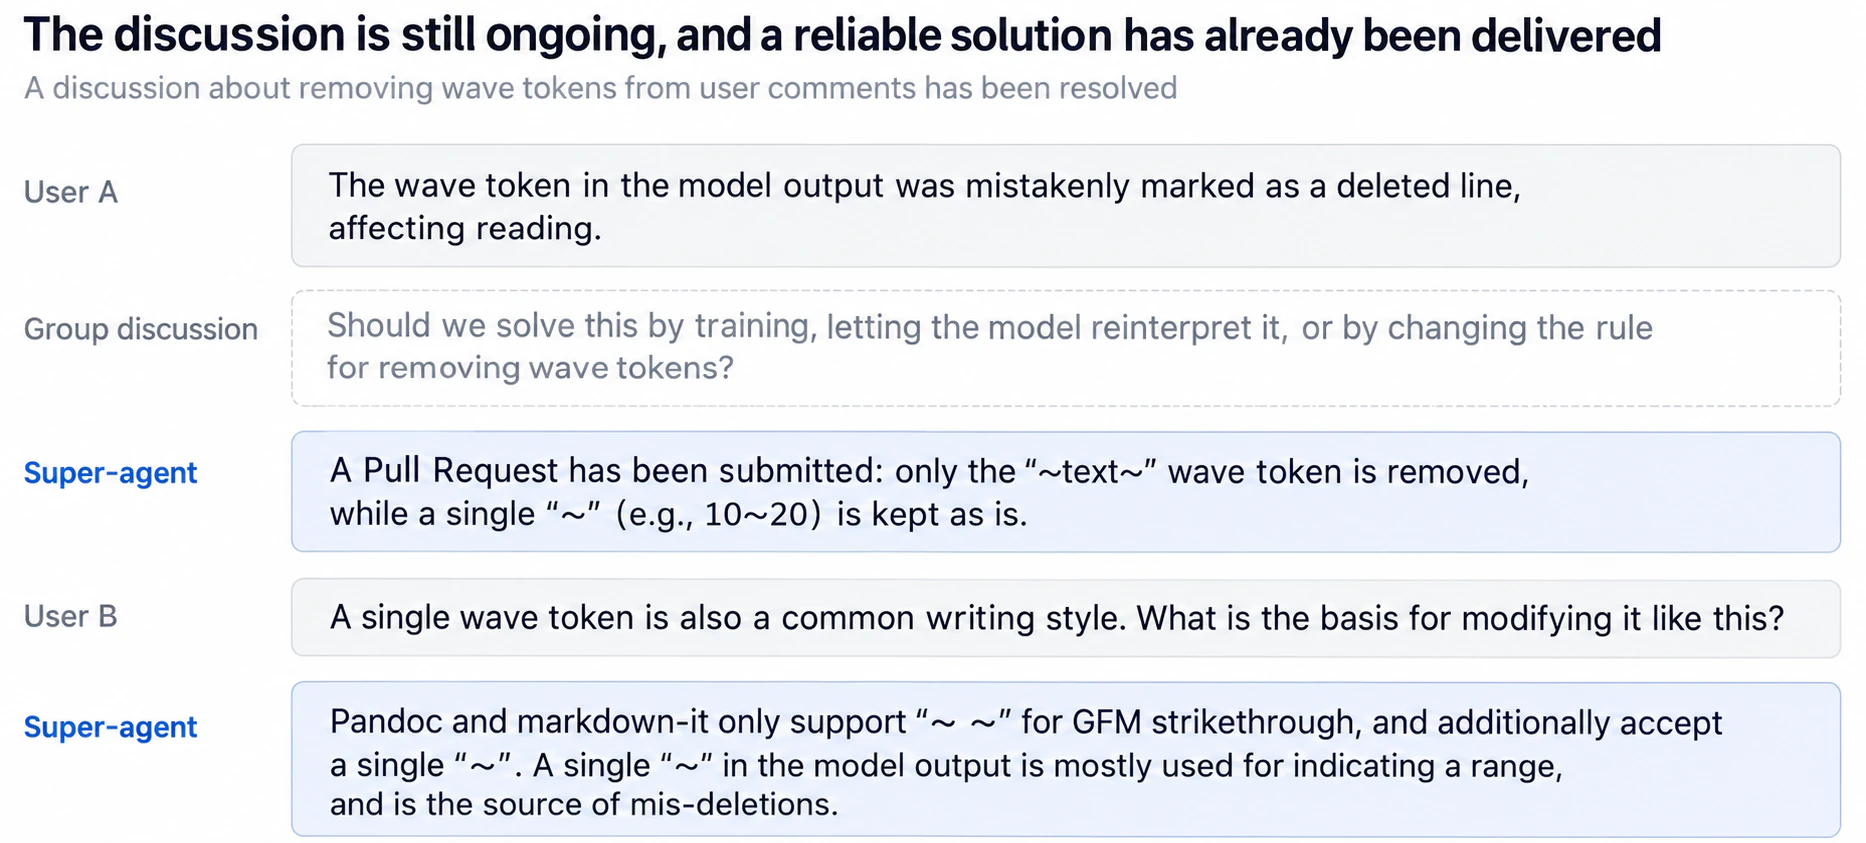 The discussion is still ongoing, and a reliable solution has already been delivered
A discussion about removing wave tokens from user comments has been resolved
User A
The wave token in the model output was mistakenly marked as a deleted line,
affecting reading.
Group discussion
Should we solve this by training, letting the model reinterpret it, or by changing the rule
for removing wave tokens?
Super-agent
A Pull Request has been submitted: only the “~text~” wave token is removed,
while a single “~” (e.g., 10~20) is kept as is.
User B
A single wave token is also a common writing style. What is the basis for modifying it like this?
Super-agent
Pandoc and markdown-it only support “~ ~” for GFM strikethrough, and additionally accept
a single “~”. A single “~” in the model output is mostly used for indicating a range,
and is the source of mis-deletions.